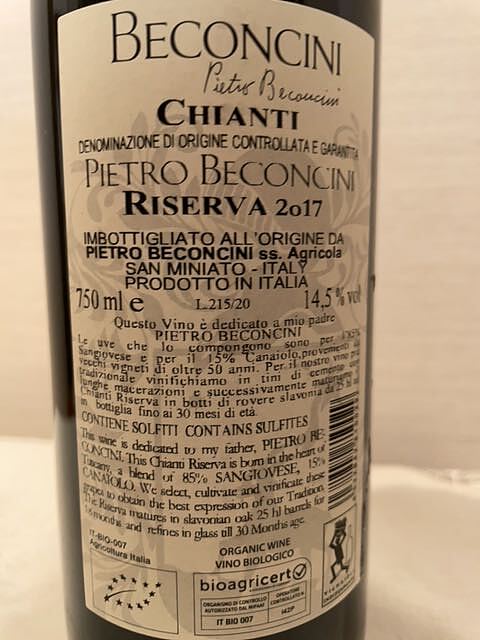 BECONCINI
Pietro Beconcini
CHIANTI
DENOMINAZIONE DI ORIGINE CONTROLLATA E GARANTITA
PIETRO BECONCINI
RISERVA 2017
IMBOTTIGLIATO ALL'ORIGINE DA
PIETRO BECONCINI ss. Agricola
SAN MINIATO - ITALY
PRODOTTO IN ITALIA
750 ml e L.215/20 14,5 % vol
Questo Vino è dedicato a mio padre
PIETRO BECONCINI
Le uve che lo compongono sono per l'85%
Sangiovese e per il 15% Canaiolo, provenienti da
vecchi vigneti di oltre 50 anni. Per il nostro vino più
tradizionale vinifichiamo in tini di cemento con
lunghe macerazioni e successivamente maturiamo il
Chianti Riserva in botti di rovere slavonia da 25 hl
in bottiglia fino ai 30 mesi di età.
CONTIENE SOLFITI CONTAINS SULFITES
This wine is dedicated to my father, PIETRO BE-
CONCINI. This Chianti Riserva is born in the heart of
Tuscany, a blend of 85% SANGIOVESE, 15%
CANAIOLO. We select, cultivate and vinificate these
grapes to obtain the best expression of our Tradition.
The Riserva matures in slavonian oak 25 hl barrels for
months and refines in glass till 30 Months age.
IT-BIO-007
Agricoltura Italia
ORGANIC WINE
VINO BIOLOGICO
bioagricert
ORGANISMO DI CONTROLLO
AUTORIZZATO DAL MIPAAF
IT BIO 007
OPERATORE
CONTROLLATO N.
I42P